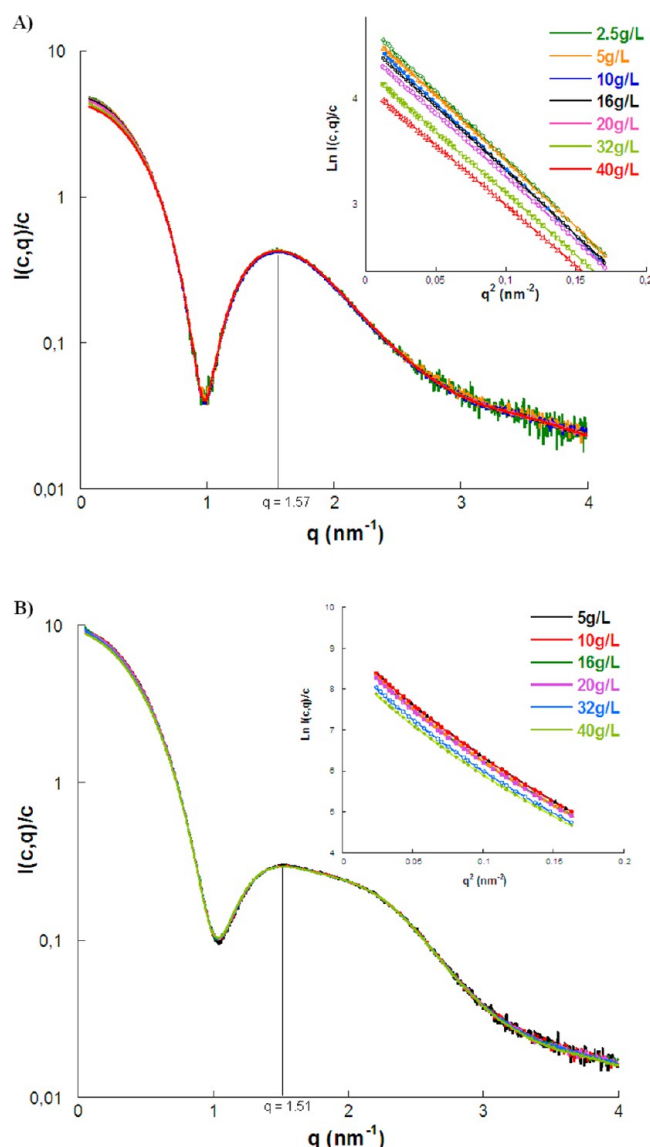 A)
I(c,q)/c
10
1
0,1
0,01
0
1
2
3
4
q = 1.57
q (nm⁻¹)
Ln I(c,q)/c
4
3
0
0,05
0,1
0,15
0,2
q² (nm⁻²)
2.5g/L
5g/L
10g/L
16g/L
20g/L
32g/L
40g/L
B)
I(c,q)/c
10
1
0,1
0,01
0
1
2
3
4
q = 1.51
q (nm⁻¹)
Ln I(c,q)/c
10
9
8
7
6
5
4
0
0.05
0.1
0.15
0.2
q² (nm⁻²)
5g/L
10g/L
16g/L
20g/L
32g/L
40g/L